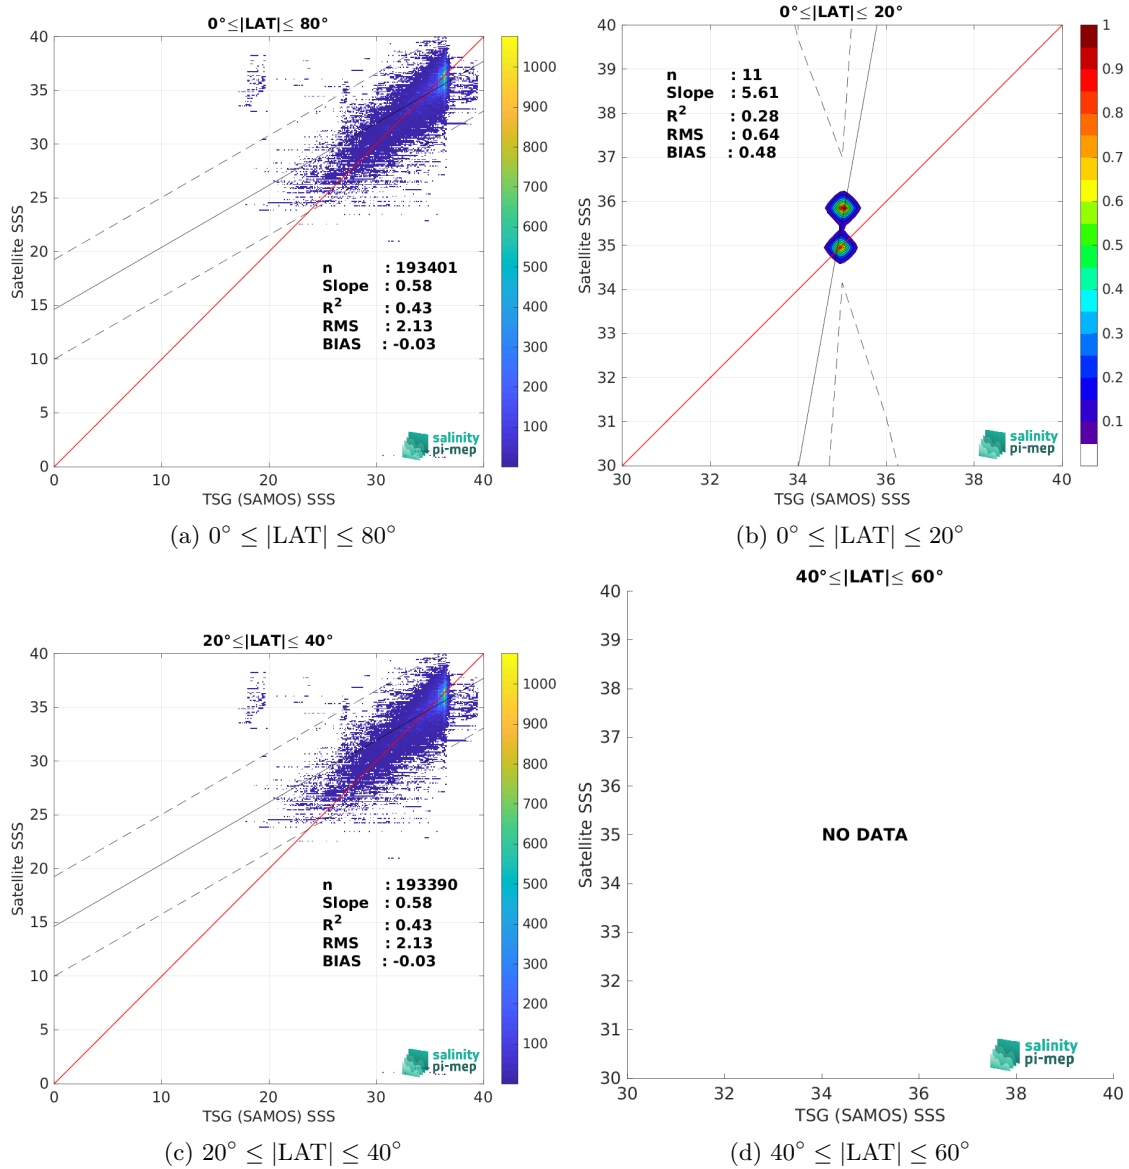 0°≤|LAT|≤ 80°
40
35
30
25
20
15
10
5
0
0
10
20
30
40
Satellite SSS
TSG (SAMOS) SSS
n : 193401
Slope : 0.58
R² : 0.43
RMS : 2.13
BIAS : -0.03
salinity
pi-mep
1000
900
800
700
600
500
400
300
200
100
(a) 0° ≤ |LAT| ≤ 80°
0°≤|LAT|≤ 20°
40
39
38
37
36
35
34
33
32
31
30
30
32
34
36
38
40
Satellite SSS
TSG (SAMOS) SSS
n : 11
Slope : 5.61
R² : 0.28
RMS : 0.64
BIAS : 0.48
salinity
pi-mep
1
0.9
0.8
0.7
0.6
0.5
0.4
0.3
0.2
0.1
(b) 0° ≤ |LAT| ≤ 20°
20°≤|LAT|≤ 40°
40
35
30
25
20
15
10
5
0
0
10
20
30
40
Satellite SSS
TSG (SAMOS) SSS
n : 193390
Slope : 0.58
R² : 0.43
RMS : 2.13
BIAS : -0.03
salinity
pi-mep
1000
900
800
700
600
500
400
300
200
100
(c) 20° ≤ |LAT| ≤ 40°
40°≤|LAT|≤ 60°
40
39
38
37
36
35
34
33
32
31
30
30
32
34
36
38
40
Satellite SSS
TSG (SAMOS) SSS
NO DATA
salinity
pi-mep
(d) 40° ≤ |LAT| ≤ 60°